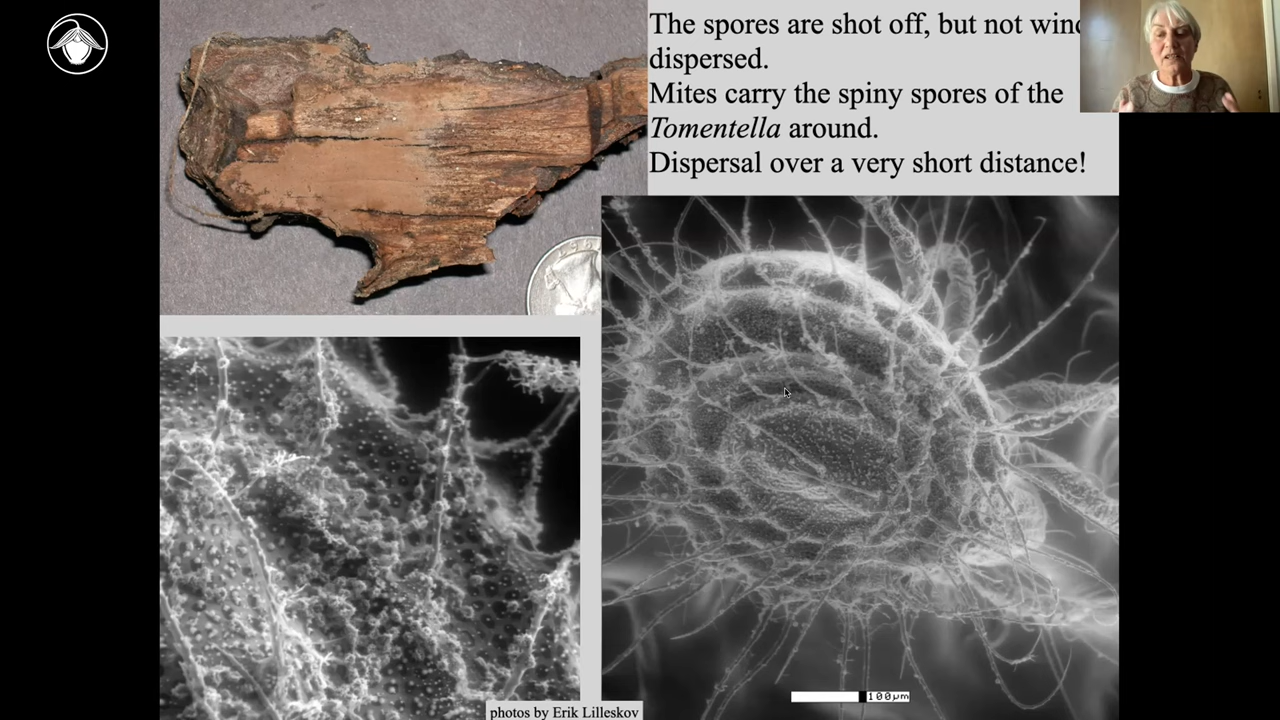 The spores are shot off, but not
dispersed.
Mites carry the spiny spores of the
Tomentella around.
Dispersal over a very short distance!
100µm
photos by Erik Lilleskov